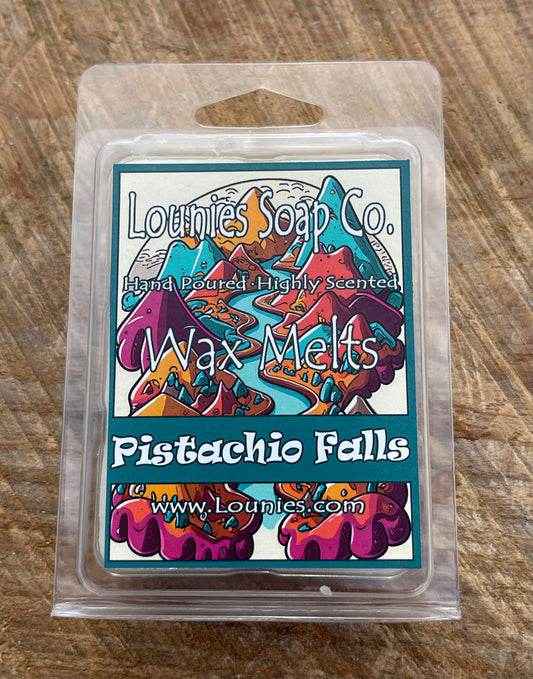 Lounies Soap Co.
Hand Poured·Highly Scented
Wax Melts
Pistachio Falls
www.Lounies.com